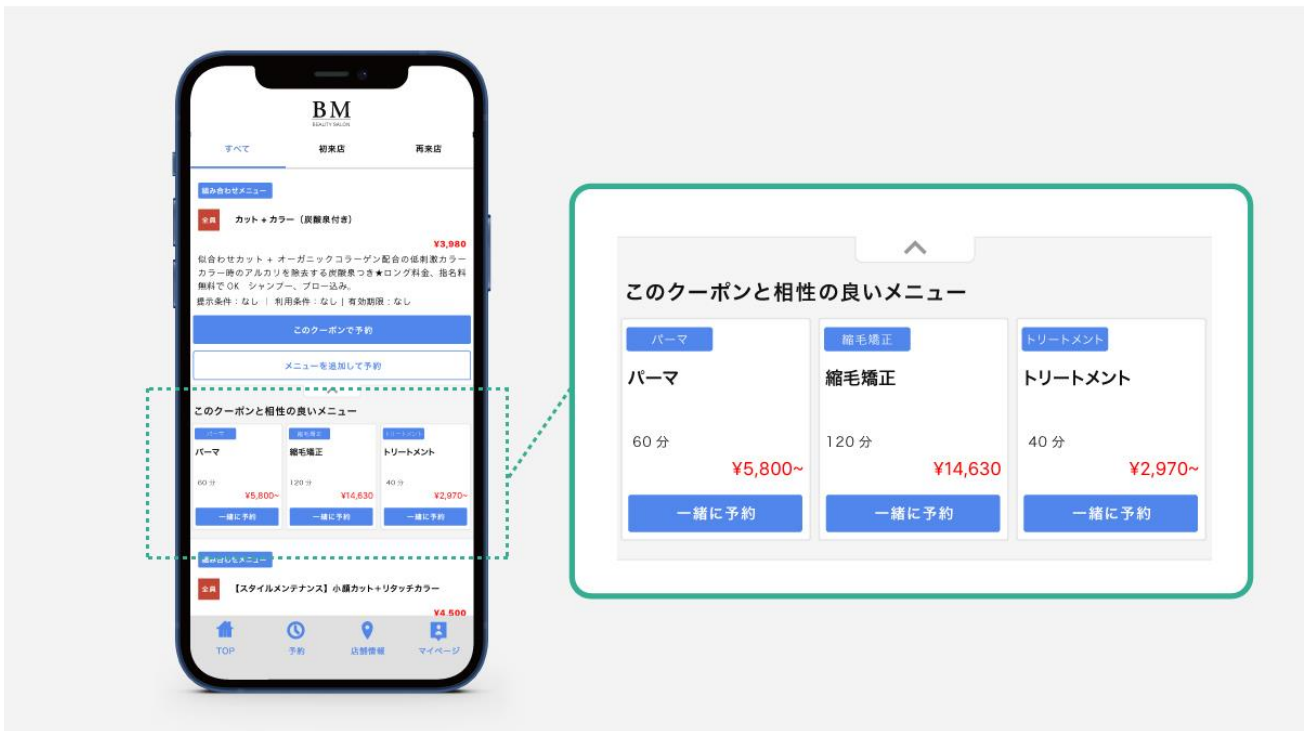 BM
BEAUTY SALON
すべて
初来店
再来店
組み合わせメニュー
全員
カット + カラー（炭酸泉付き）
¥3,980
似合わせカット + オーガニックコラーゲン配合の低刺激カラー
カラー時のアルカリを除去する炭酸泉つき★ロング料金、指名料
無料で OK シャンプー、ブロー込み。
提示条件：なし | 利用条件：なし | 有効期限：なし
このクーポンで予約
メニューを追加して予約
このクーポンと相性の良いメニュー
パーマ
縮毛矯正
トリートメント
パーマ
縮毛矯正
トリートメント
60 分
120 分
40 分
¥5,800~
¥14,630
¥2,970~
一緒に予約
一緒に予約
一緒に予約
組み合わせメニュー
全員
【スタイルメンテナンス】小顔カット+リタッチカラー
¥4,500
TOP
予約
店舗情報
マイページ
このクーポンと相性の良いメニュー
パーマ
縮毛矯正
トリートメント
パーマ
縮毛矯正
トリートメント
60 分
120 分
40 分
¥5,800~
¥14,630
¥2,970~
一緒に予約
一緒に予約
一緒に予約